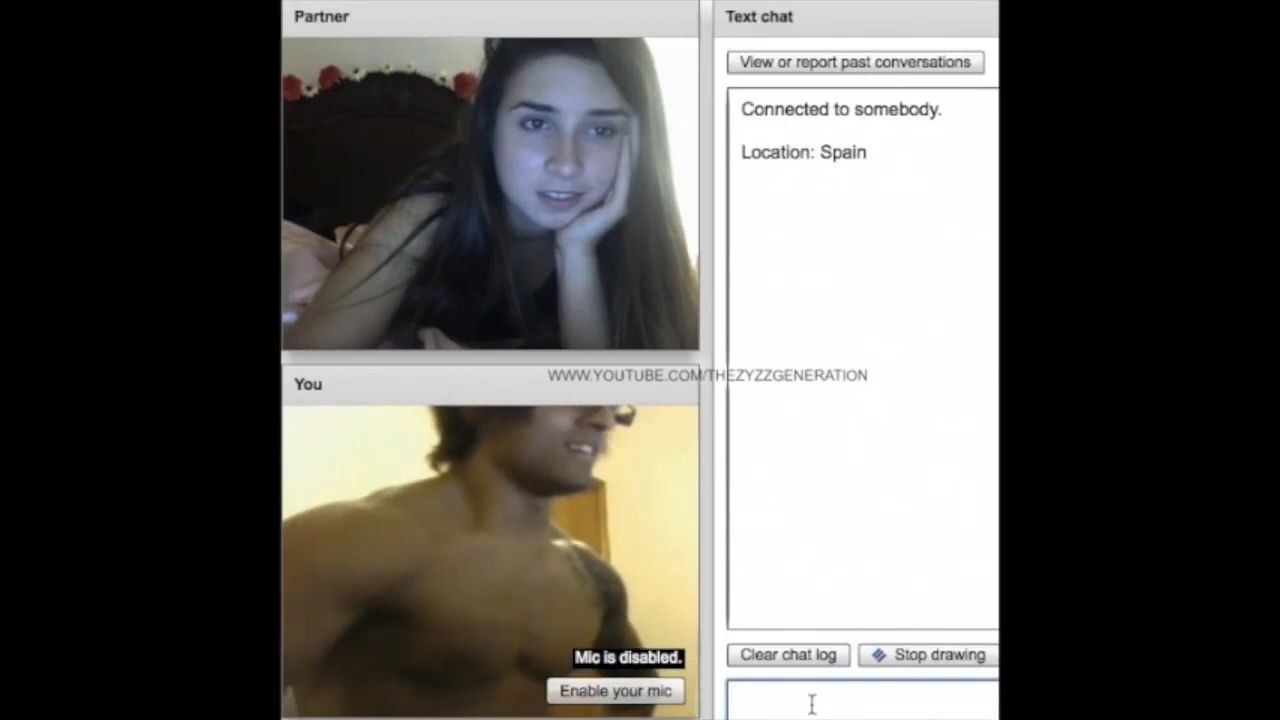 Partner
Text chat
View or report past conversations
Connected to somebody.
Location: Spain
WWW.YOUTUBE.COM/THEZYZZGENERATION
You
Mic is disabled.
Enable your mic
Clear chat log
Stop drawing